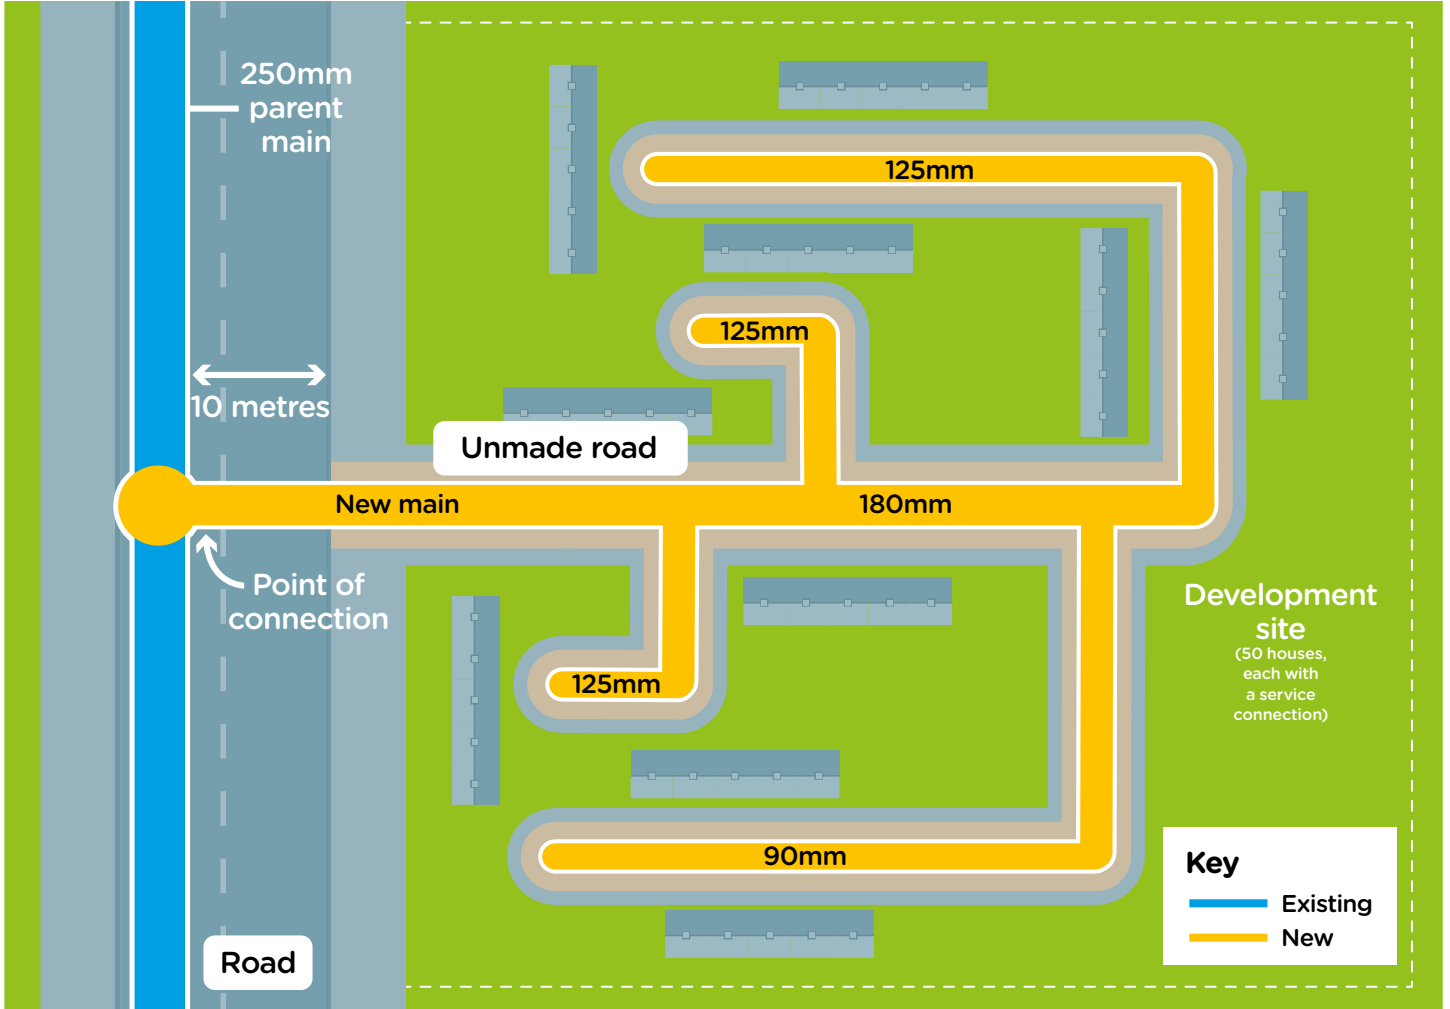 250mm
parent
main
125mm
125mm
10 metres
Unmade road
New main
180mm
Point of
connection
Development
site
(50 houses,
each with
a service
connection)
125mm
90mm
Key
Existing
New
Road